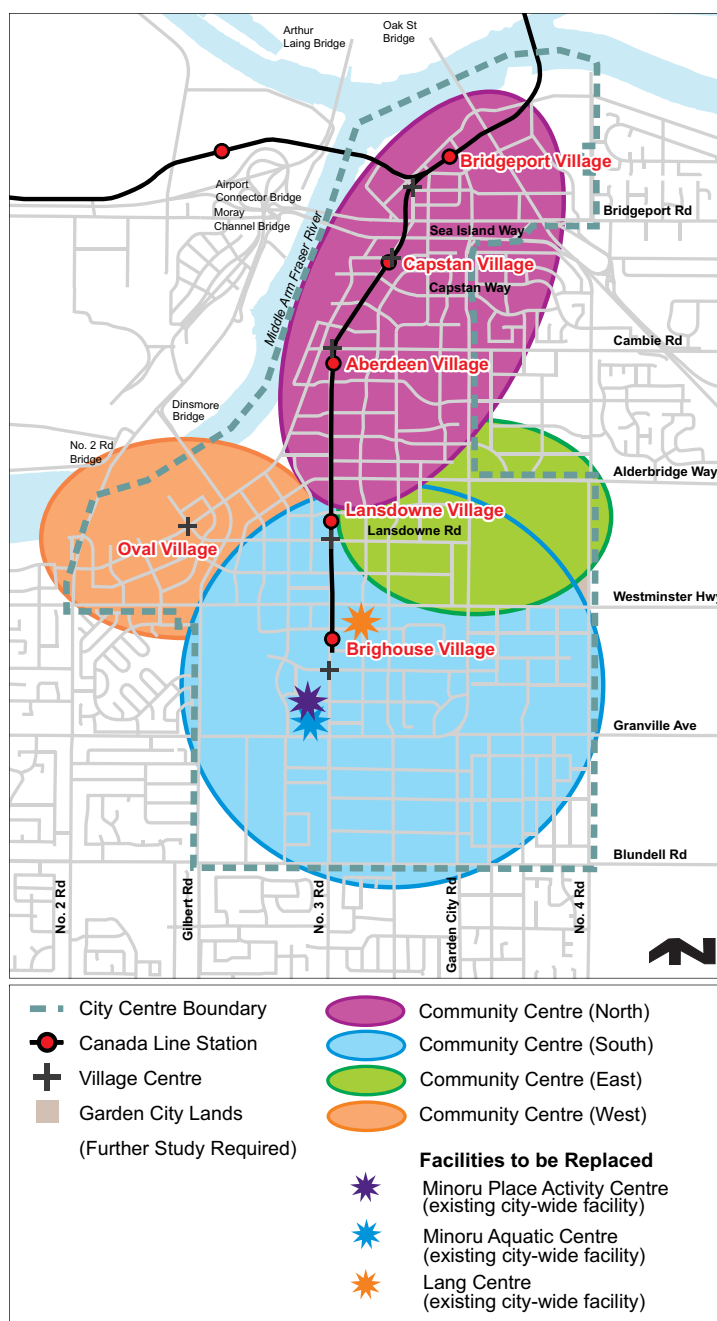 Arthur
Laing Bridge
Oak St
Bridge
Bridgeport Village
Airport
Connector Bridge
Moray
Channel Bridge
Bridgeport Rd
Sea Island Way
Middle Arm Fraser River
Capstan Village
Capstan Way
Cambie Rd
Aberdeen Village
Dinsmore
Bridge
No. 2 Rd
Bridge
Alderbridge Way
Lansdowne Village
Lansdowne Rd
Oval Village
Westminster Hwy
Brighouse Village
Granville Ave
Blundell Rd
No. 2 Rd
Gilbert Rd
No. 3 Rd
Garden City Rd
No. 4 Rd
N
City Centre Boundary
Canada Line Station
Village Centre
Garden City Lands
(Further Study Required)
Community Centre (North)
Community Centre (South)
Community Centre (East)
Community Centre (West)
Facilities to be Replaced
Minoru Place Activity Centre
(existing city-wide facility)
Minoru Aquatic Centre
(existing city-wide facility)
Lang Centre
(existing city-wide facility)